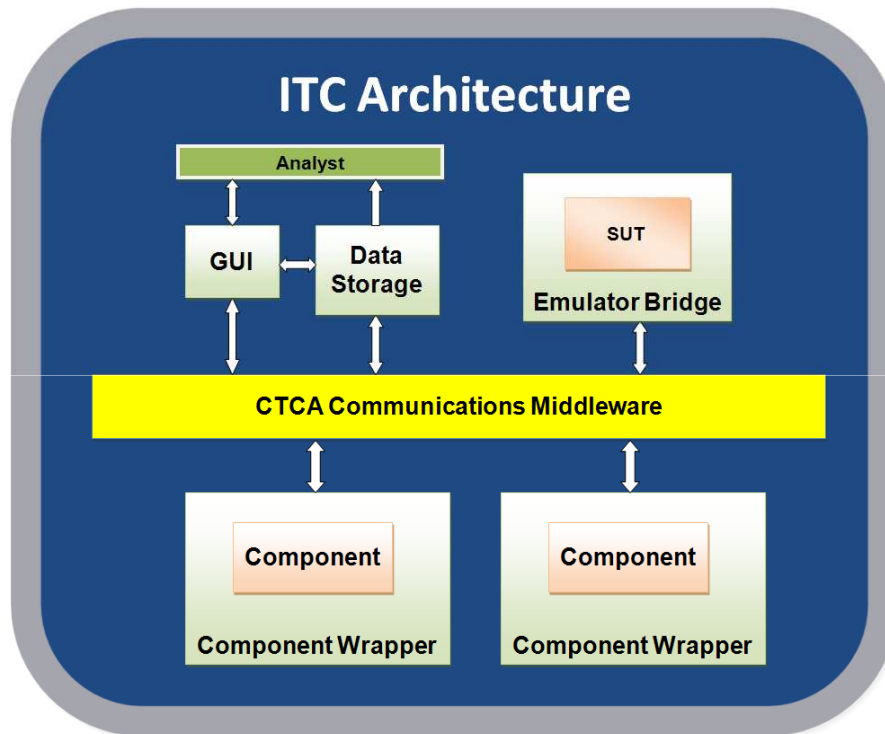 ITC Architecture
Analyst
GUI
Data
Storage
SUT
Emulator Bridge
CTCA Communications Middleware
Component
Component Wrapper
Component
Component Wrapper